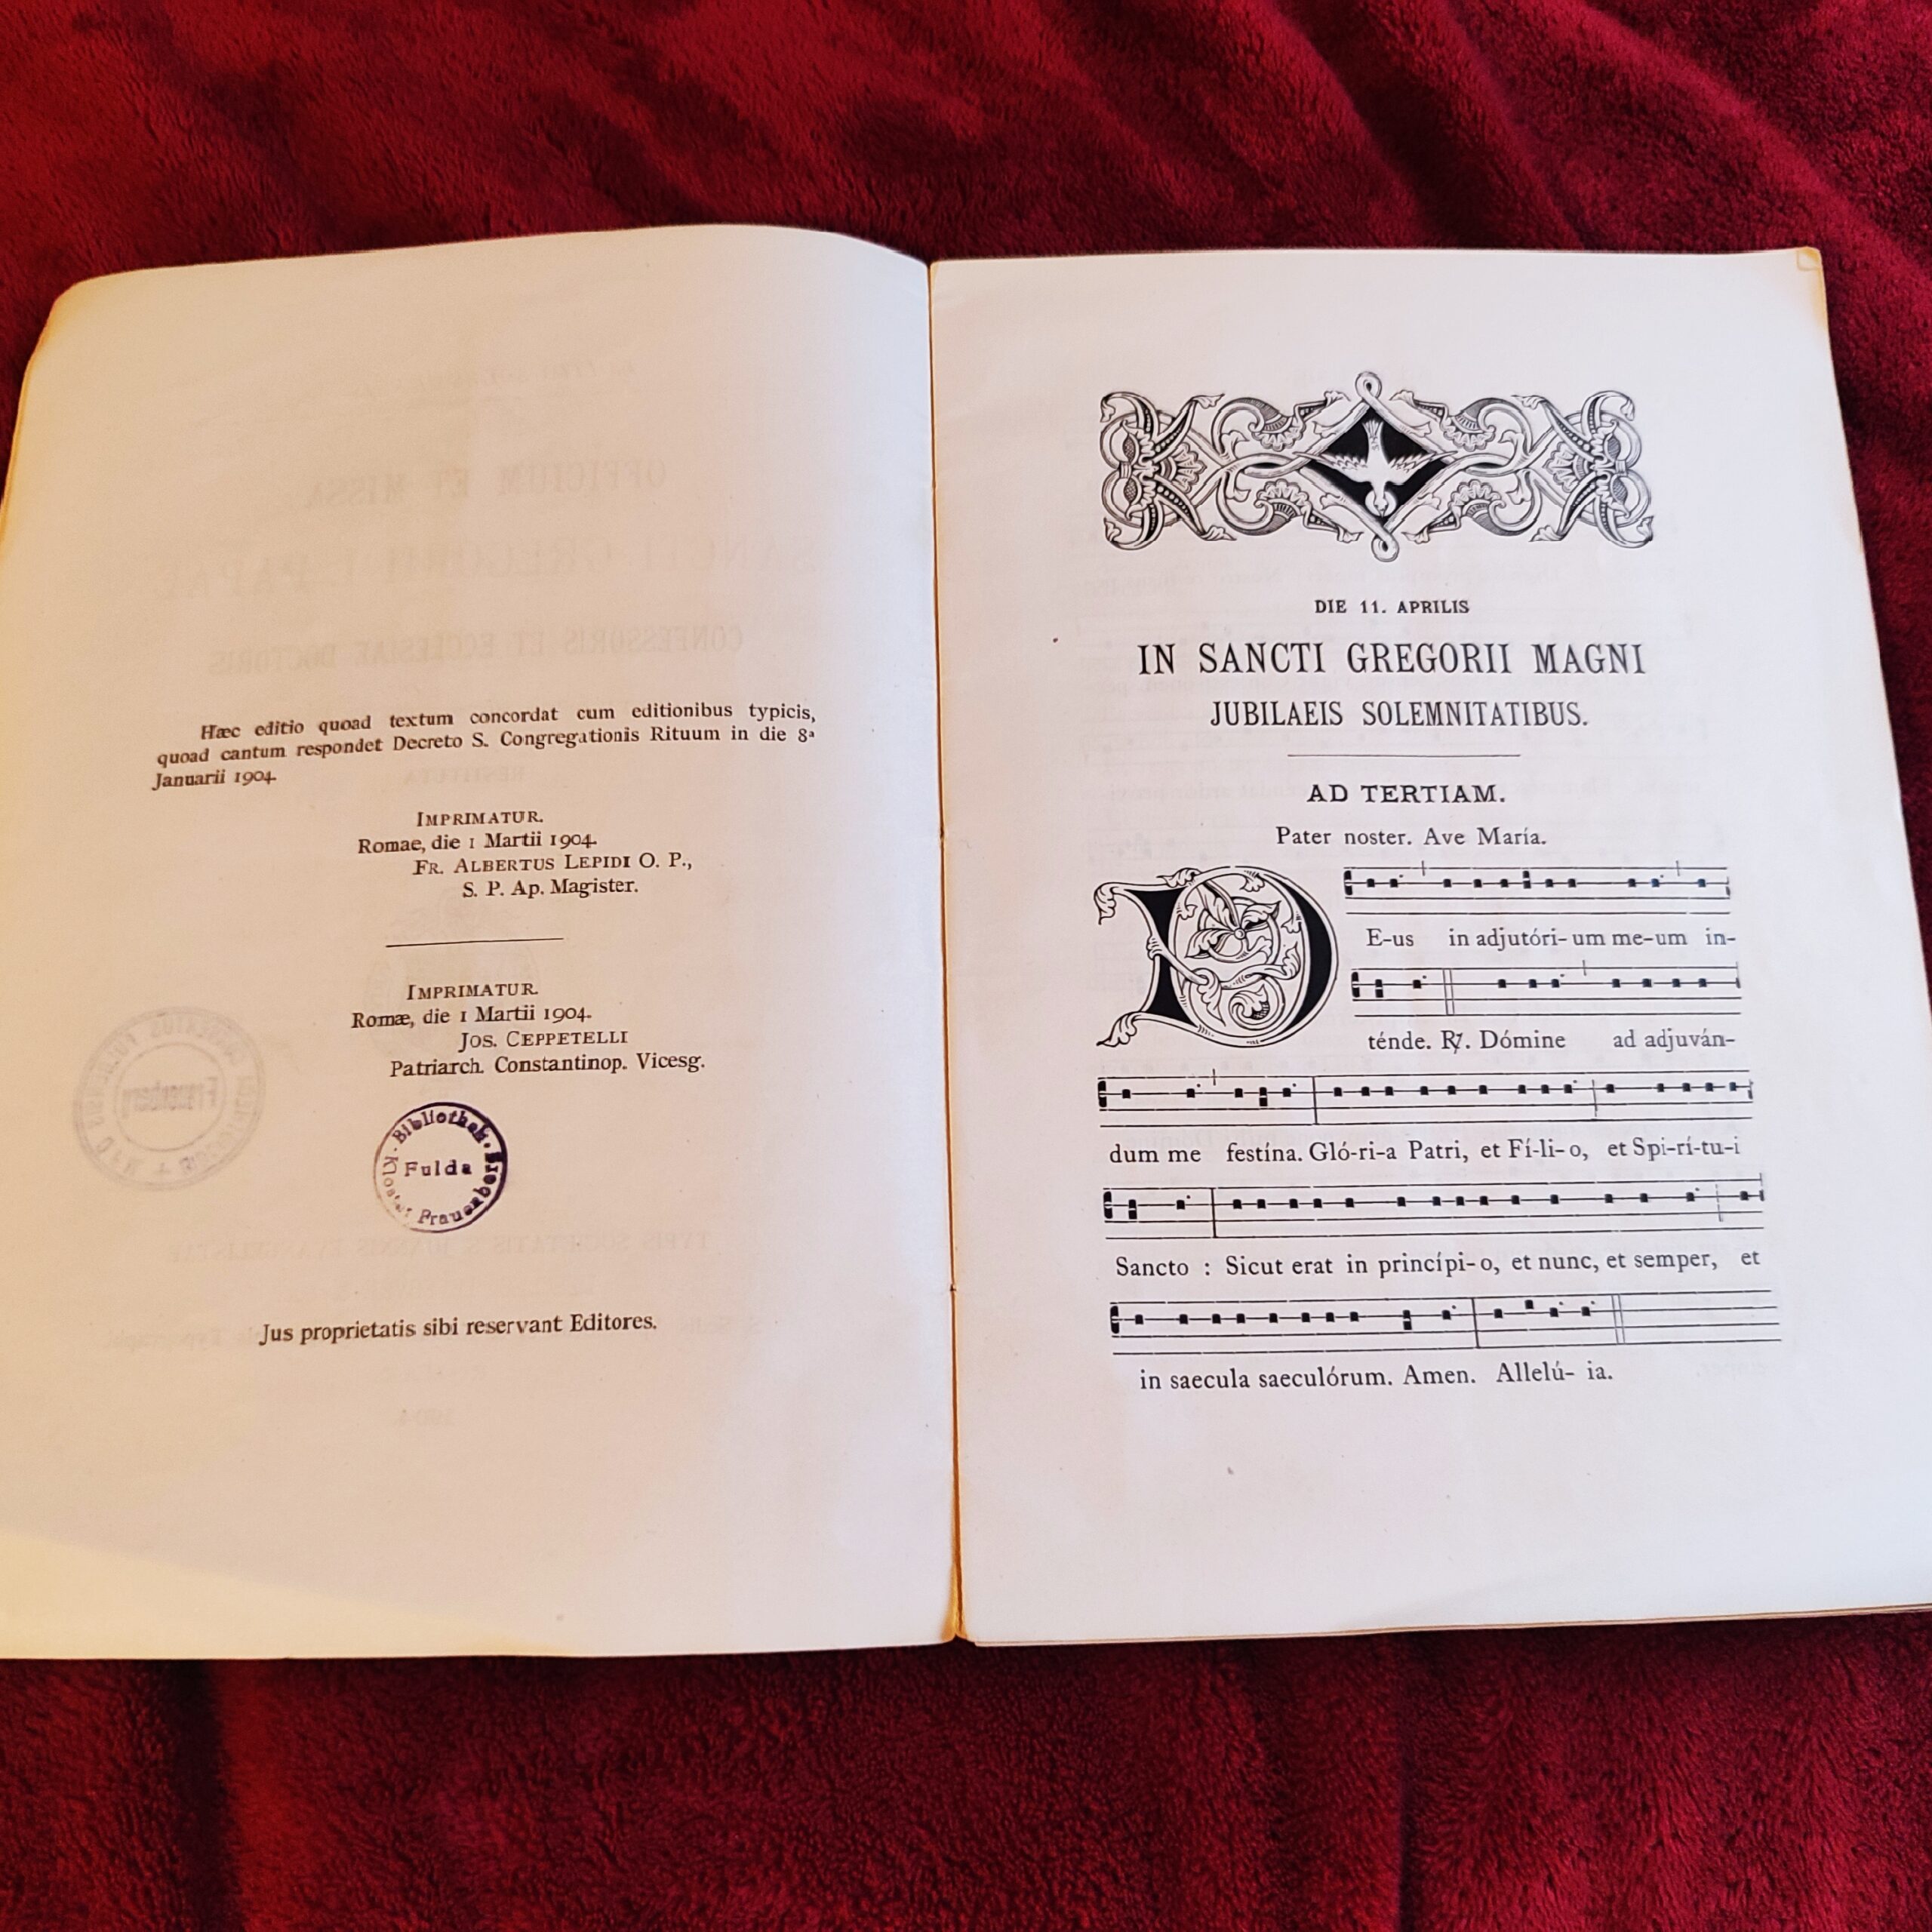 Hæc editio quoad textum concordat cum editionibus typicis,
quoad cantum respondet Decreto S. Congregationis Rituum in die 8ª
Januarii 1904.
IMPRIMATUR.
Romae, die 1 Martii 1904.
FR. ALBERTUS LEPIDI O. P.,
S. P. Ap. Magister.
IMPRIMATUR.
Romæ, die 1 Martii 1904.
JOS. CEPPETELLI
Patriarch. Constantinop. Vicesg.
Bibliothek
Fulda
Kloster Frauenberg
Jus proprietatis sibi reservant Editores.
DIE 11. APRILIS
IN SANCTI GREGORII MAGNI
JUBILAEIS SOLEMNITATIBUS.
AD TERTIAM.
Pater noster. Ave María.
DE-us in adjutóri-um me-um in-
ténde. ℟. Dómine ad adjuván-
dum me festína. Gló-ri-a Patri, et Fí-li-o, et Spi-rí-tu-i
Sancto : Sicut erat in princípi-o, et nunc, et semper, et
in saecula saeculórum. Amen. Allelú- ia.